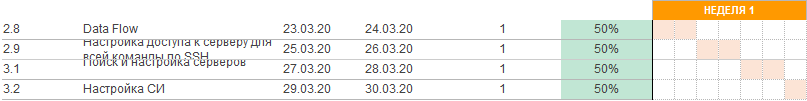 НЕДЕЛЯ 1
2.8 Data Flow 23.03.20 24.03.20 1 50%
2.9 Настройка доступа к серверу для всей команды по SSH 25.03.20 26.03.20 1 50%
3.1 Поиск и настройка серверов 27.03.20 28.03.20 1 50%
3.2 Настройка СИ 29.03.20 30.03.20 1 50%